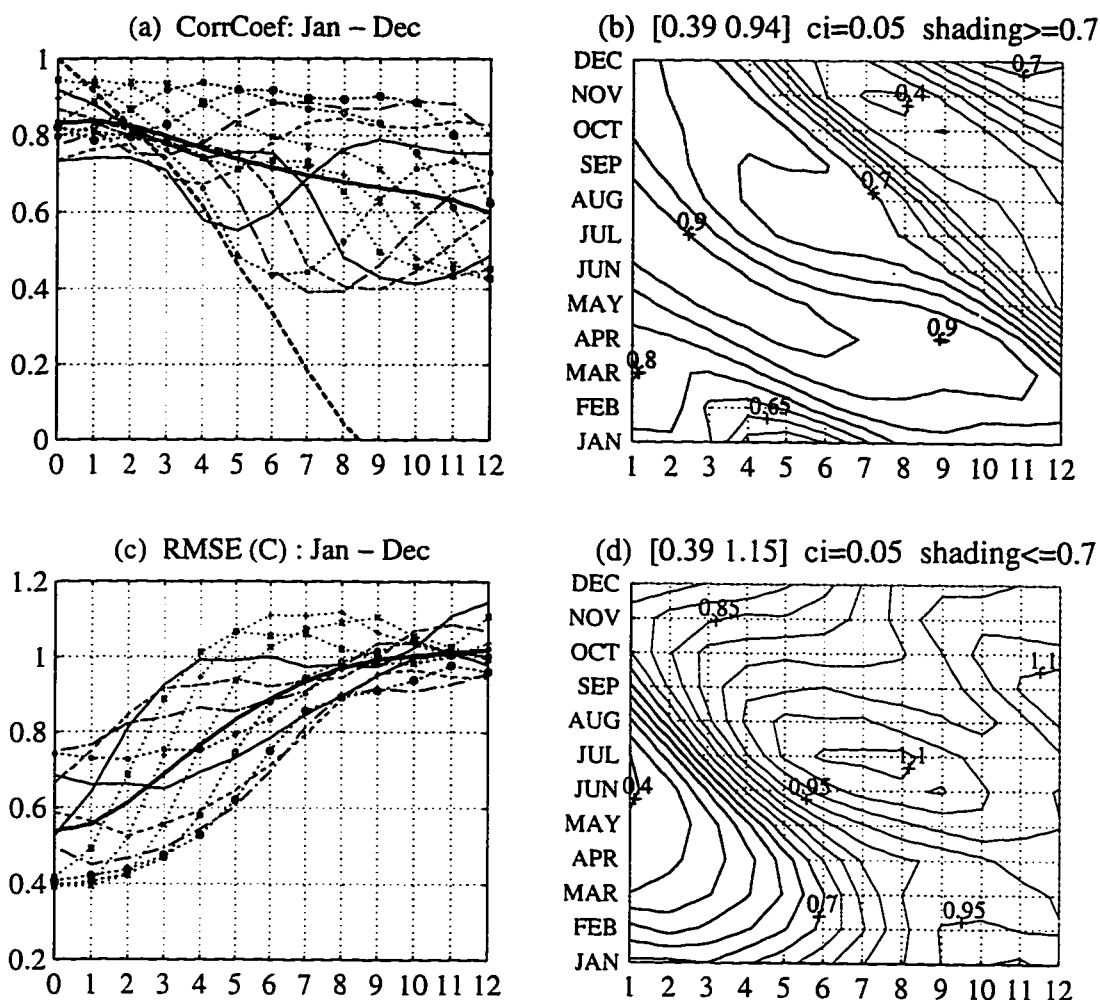 (a) CorrCoef: Jan – Dec
1
0.8
0.6
0.4
0.2
0
0 1 2 3 4 5 6 7 8 9 10 11 12
(b) [0.39 0.94] ci=0.05 shading>=0.7
DEC
NOV
OCT
SEP
AUG
JUL
JUN
MAY
APR
MAR
FEB
JAN
0.7
0.4
0.7
0.9
0.9
0.8
0.65
1 2 3 4 5 6 7 8 9 10 11 12
(c) RMSE (C) : Jan – Dec
1.2
1
0.8
0.6
0.4
0.2
0 1 2 3 4 5 6 7 8 9 10 11 12
(d) [0.39 1.15] ci=0.05 shading<=0.7
DEC
NOV
OCT
SEP
AUG
JUL
JUN
MAY
APR
MAR
FEB
JAN
0.85
1.1
1.1
0.4
0.95
0.7
0.95
1 2 3 4 5 6 7 8 9 10 11 12